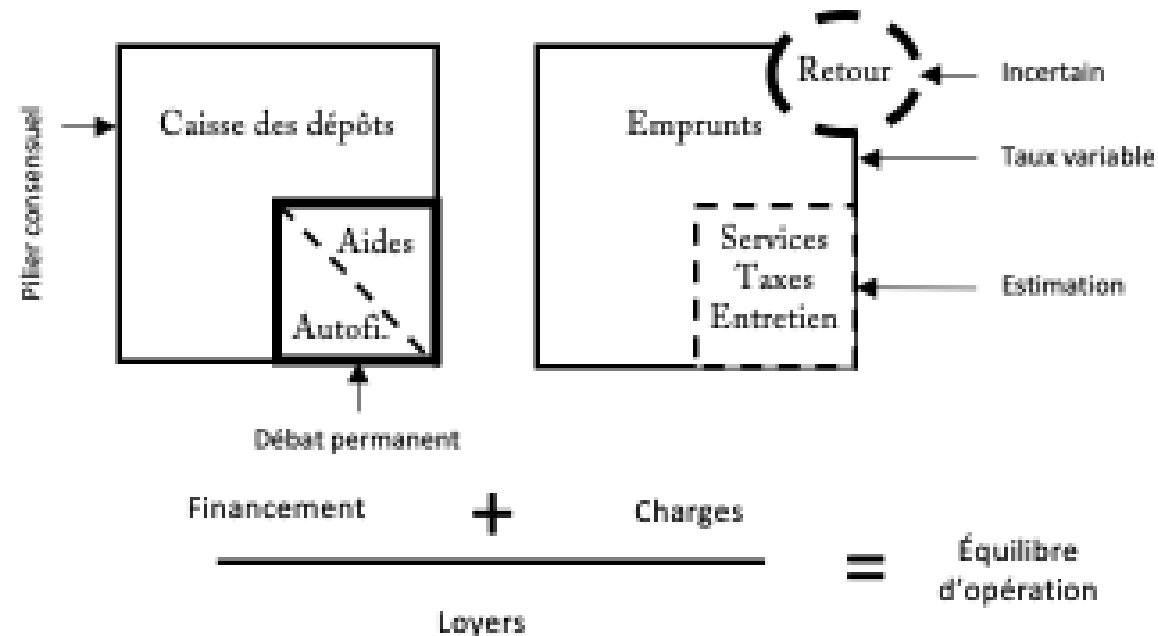 Pilier consensuel
Caisse des dépôts
Aides
Autofi.
Débat permanent
Retour
Emprunts
Services
Taxes
Entretien
Incertain
Taux variable
Estimation
Financement + Charges
Loyers
= Équilibre
d'opération